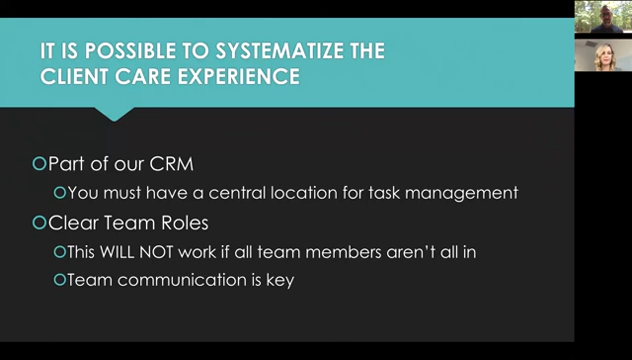 IT IS POSSIBLE TO SYSTEMATIZE THE
CLIENT CARE EXPERIENCE
Part of our CRM
You must have a central location for task management
Clear Team Roles
This WILL NOT work if all team members aren't all in
Team communication is key